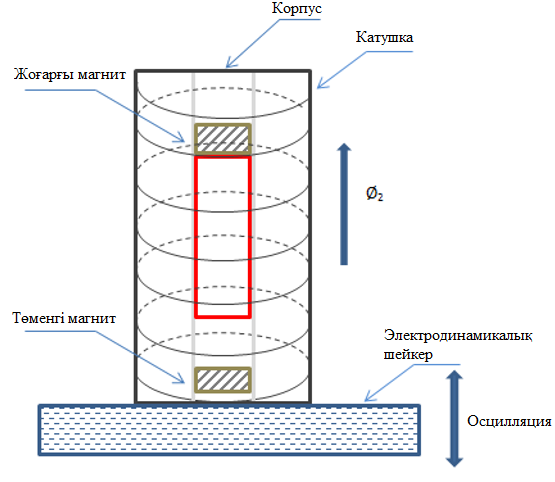 Корпус
Катушка
Жоғарғы магнит
Ø₂
Төменгі магнит
Электродинамикалық
шейкер
Осцилляция